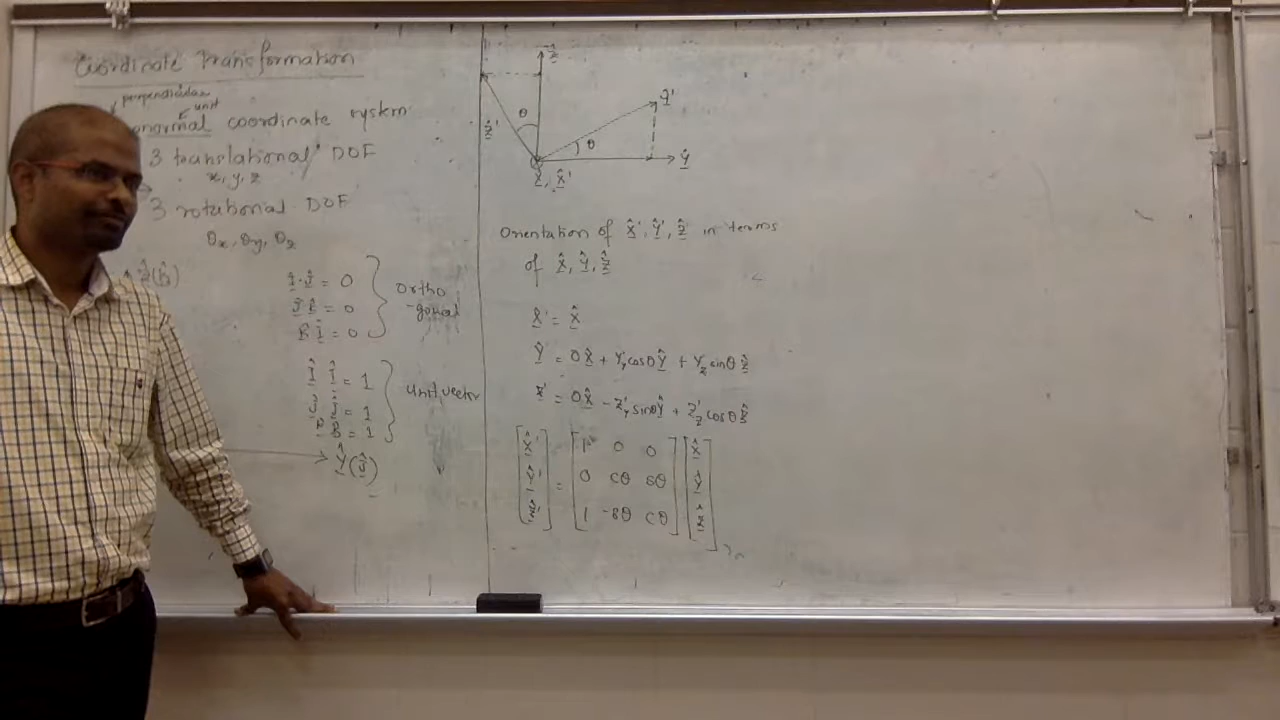 Coordinate Transformation
perpendicular
unit
onormal coordinate system
3 translational DOF
x, y, z
3 rotational DOF
θx, θy, θz
Ẑ(k̂)
î·ĵ = 0
ĵ·k̂ = 0
k̂·î = 0
Ortho
-gonal
î î = 1
ĵ ĵ = 1
k̂ k̂ = 1
unit vector
Ŷ(ĵ)
Ẑ
Ẑ'
θ
θ
Ŷ'
Ŷ
X̂, X̂'
Orientation of X̂', Ŷ', Ẑ' in terms
of X̂, Ŷ, Ẑ
X̂' = X̂
Ŷ' = 0X̂ + Y'y cosθ Ŷ + Y'z sinθ Ẑ
Ẑ' = 0X̂ - Z'y sinθ Ŷ + Z'z cosθ Ẑ
[X̂'] [1 0 0] [X̂]
[Ŷ'] = [0 cθ sθ] [Ŷ]
[Ẑ'] [1 -sθ cθ] [Ẑ]